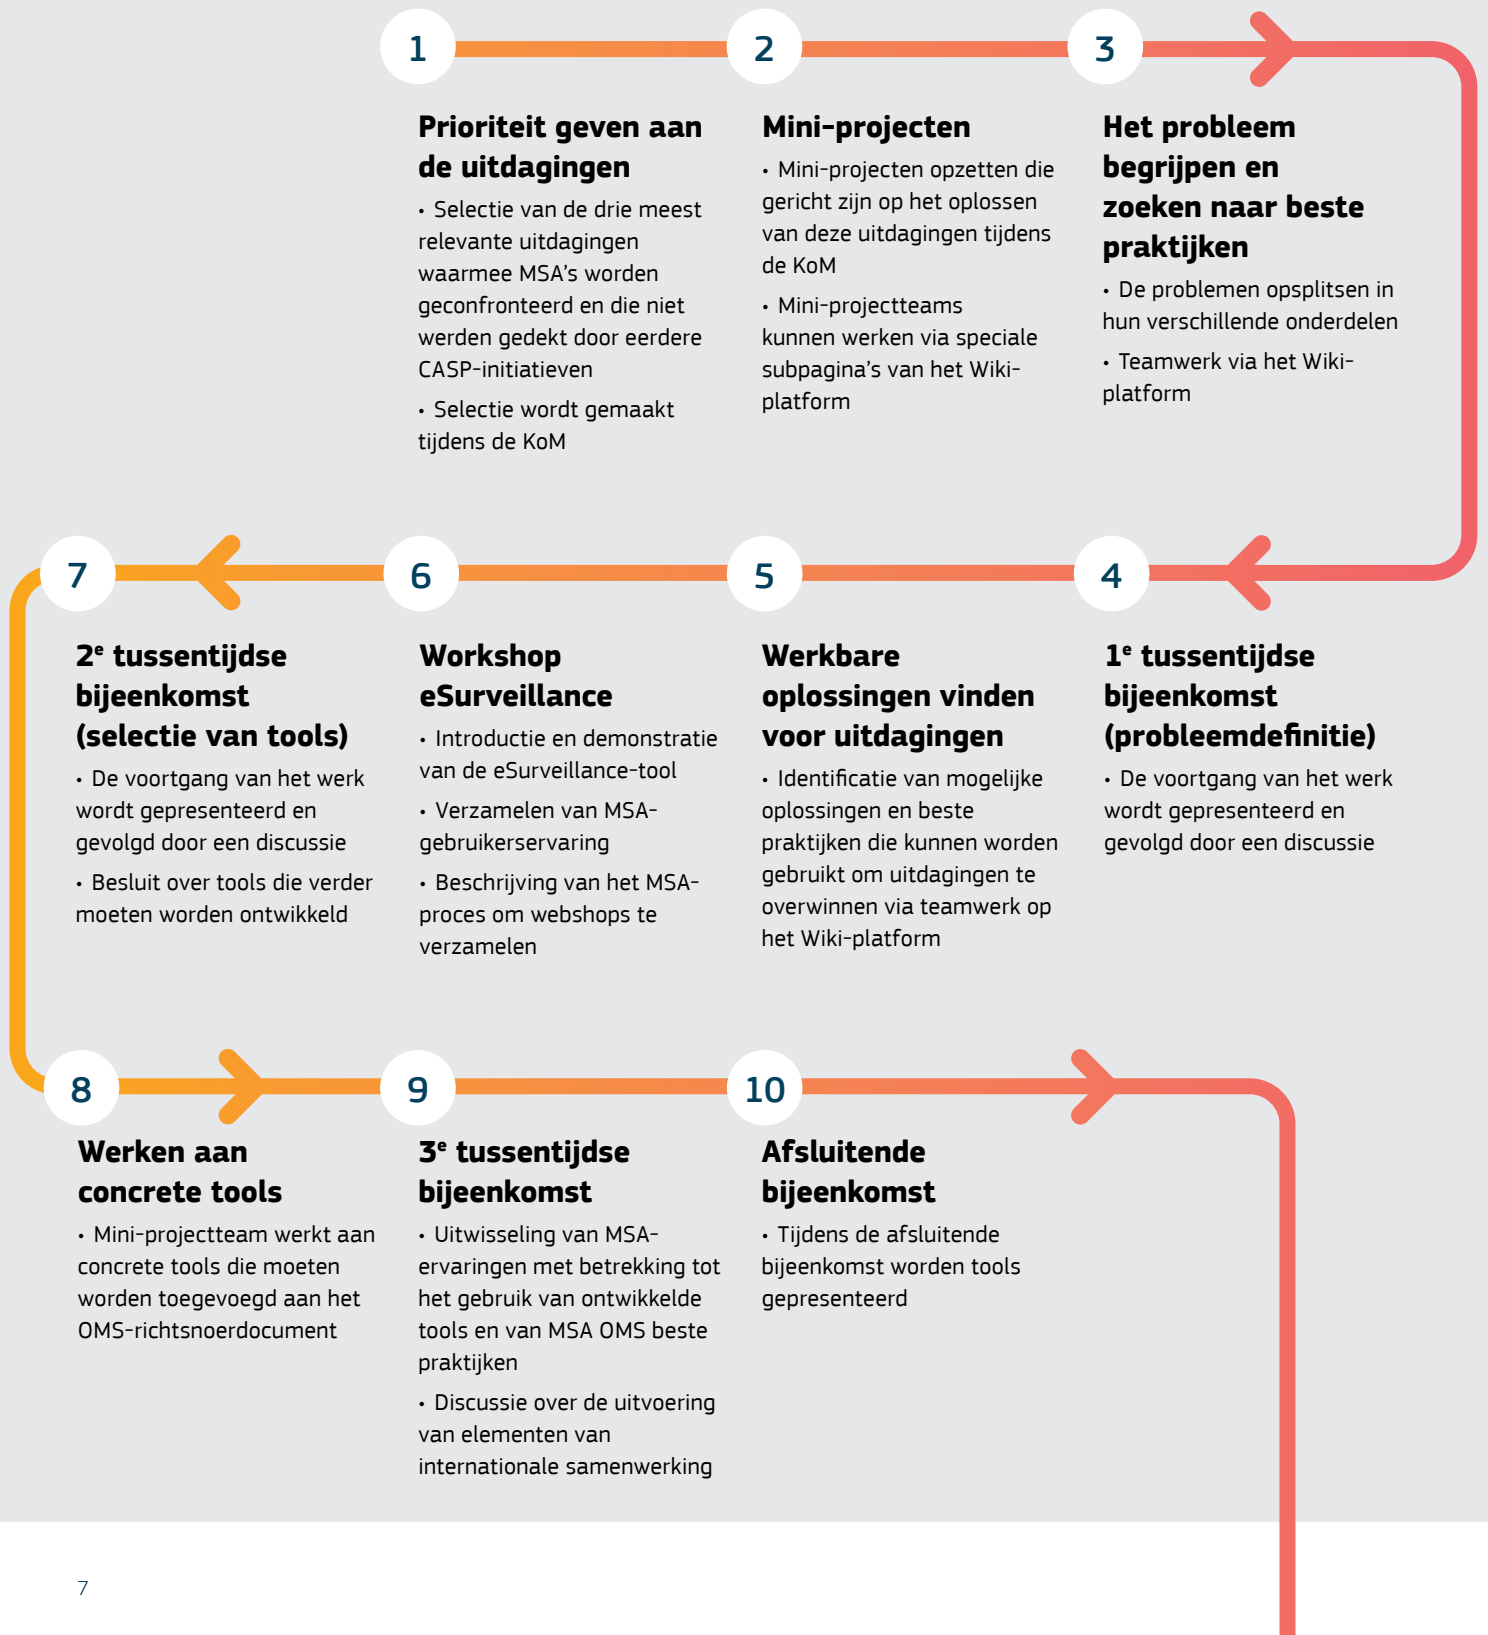 1
Prioriteit geven aan
de uitdagingen
• Selectie van de drie meest
relevante uitdagingen
waarmee MSA’s worden
geconfronteerd en die niet
werden gedekt door eerdere
CASP-initiatieven
• Selectie wordt gemaakt
tijdens de KoM
2
Mini-projecten
• Mini-projecten opzetten die
gericht zijn op het oplossen
van deze uitdagingen tijdens
de KoM
• Mini-projectteams
kunnen werken via speciale
subpagina’s van het Wiki-
platform
3
Het probleem
begrijpen en
zoeken naar beste
praktijken
• De problemen opsplitsen in
hun verschillende onderdelen
• Teamwerk via het Wiki-
platform
4
1e tussentijdse
bijeenkomst
(probleemdefinitie)
• De voortgang van het werk
wordt gepresenteerd en
gevolgd door een discussie
5
Werkbare
oplossingen vinden
voor uitdagingen
• Identificatie van mogelijke
oplossingen en beste
praktijken die kunnen worden
gebruikt om uitdagingen te
overwinnen via teamwerk op
het Wiki-platform
6
Workshop
eSurveillance
• Introductie en demonstratie
van de eSurveillance-tool
• Verzamelen van MSA-
gebruikerservaring
• Beschrijving van het MSA-
proces om webshops te
verzamelen
7
2e tussentijdse
bijeenkomst
(selectie van tools)
• De voortgang van het werk
wordt gepresenteerd en
gevolgd door een discussie
• Besluit over tools die verder
moeten worden ontwikkeld
8
Werken aan
concrete tools
• Mini-projectteam werkt aan
concrete tools die moeten
worden toegevoegd aan het
OMS-richtsnoerdocument
9
3e tussentijdse
bijeenkomst
• Uitwisseling van MSA-
ervaringen met betrekking tot
het gebruik van ontwikkelde
tools en van MSA OMS beste
praktijken
• Discussie over de uitvoering
van elementen van
internationale samenwerking
10
Afsluitende
bijeenkomst
• Tijdens de afsluitende
bijeenkomst worden tools
gepresenteerd
7